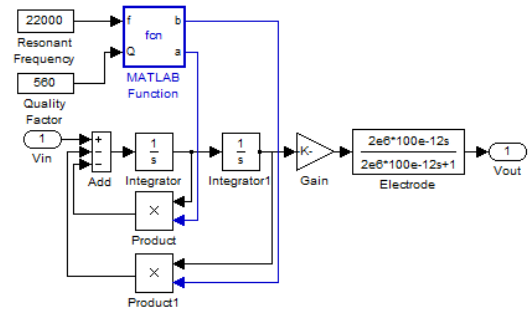 22000
Resonant
Frequency
560
Quality
Factor
f
Q
fcn
b
a
MATLAB
Function
1
Vin
+
−
−
Add
1
s
Integrator
1
s
Integrator1
K-
Gain
2e6*100e-12s
2e6*100e-12s+1
Electrode
1
Vout
×
Product
×
Product1